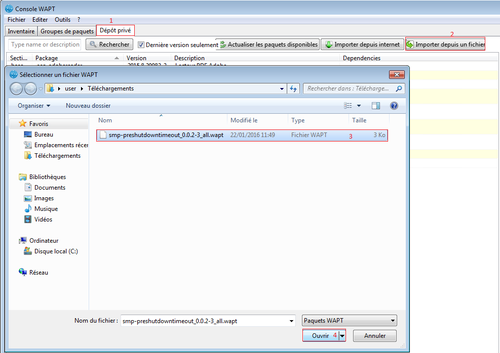 Console WAPT
Fichier Editer Outils ?
1
2
Inventaire Groupes de paquets Dépôt privé
Type name or description Rechercher Dernière version seulement Actualiser les paquets disponibles Importer depuis internet Importer depuis un fichier
Secti... Package Version Description Dependencies
Sélectionner un fichier WAPT
user Téléchargements Rechercher dans : Télécharge...
Organiser Nouveau dossier
Nom Modifié le Type Taille
Favoris
smp-preshutdowntimeout_0.0.2-3_all.wapt 22/01/2016 11:49 Fichier WAPT 3 3 Ko
Bureau
Emplacements récen
Téléchargements
Bibliothèques
Documents
Images
Musique
Vidéos
Ordinateur
Disque local (C:)
Réseau
Nom du fichier : smp-preshutdowntimeout_0.0.2-3_all.wapt Paquets WAPT
Ouvrir 4 Annuler